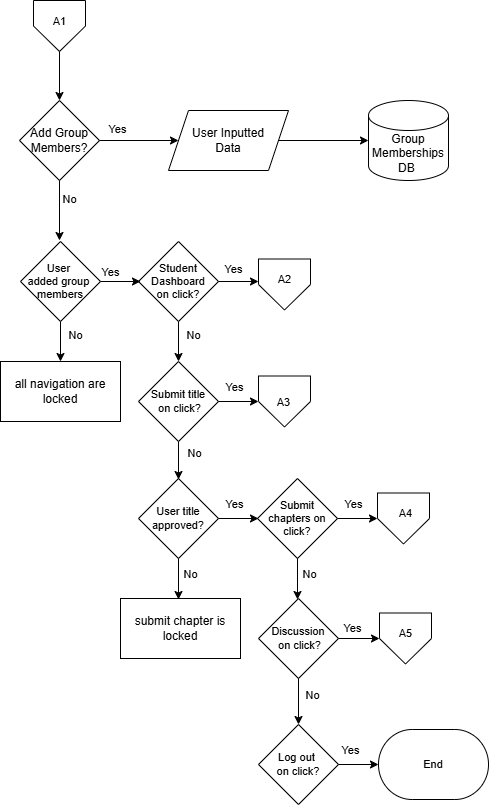 A1
Add Group
Members?
Yes
User Inputted
Data
Group
Memberships
DB
No
User
added group
members
Yes
Student
Dashboard
on click?
Yes
A2
No
No
all navigation are
locked
Submit title
on click?
Yes
A3
No
User title
approved?
Yes
Submit
chapters on
click?
Yes
A4
No
No
submit chapter is
locked
Discussion
on click?
Yes
A5
No
Log out
on click?
Yes
End